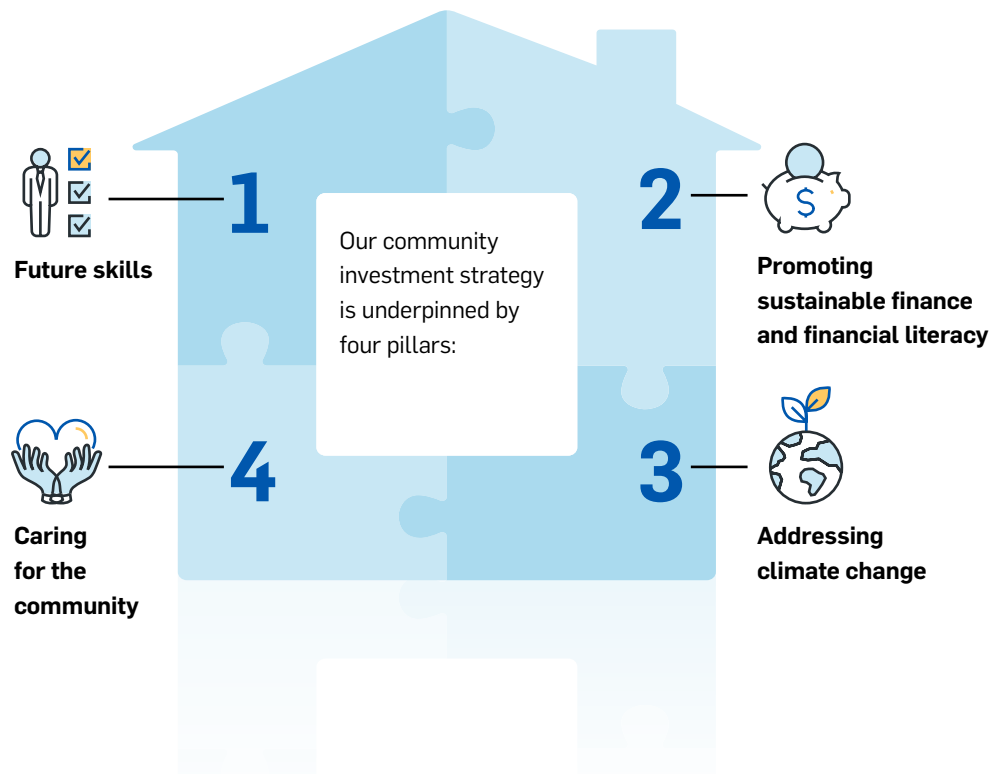 1
Future skills
2
Promoting
sustainable finance
and financial literacy
Our community
investment strategy
is underpinned by
four pillars:
4
Caring
for the
community
3
Addressing
climate change
$